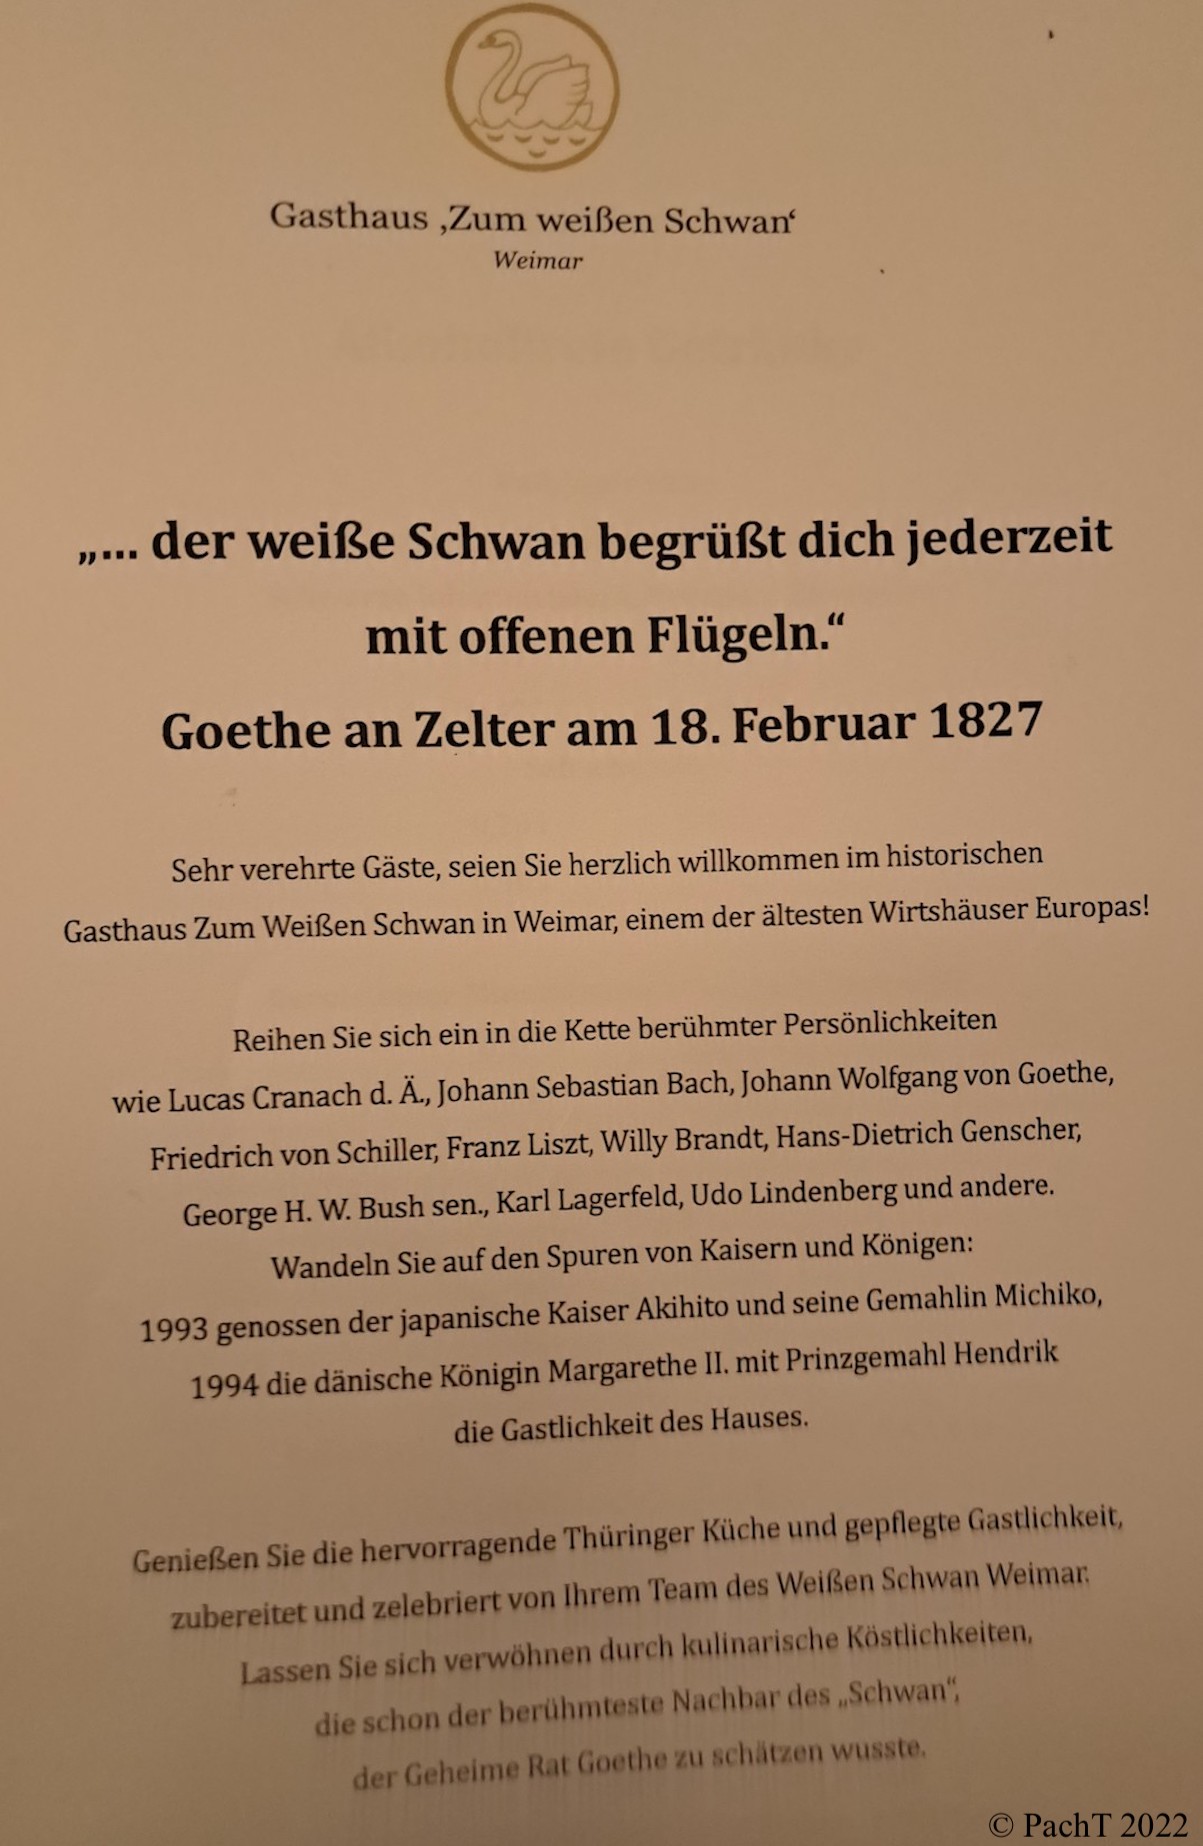 Gasthaus ‚Zum weißen Schwan‘
Weimar
„... der weiße Schwan begrüßt dich jederzeit
mit offenen Flügeln.“
Goethe an Zelter am 18. Februar 1827
Sehr verehrte Gäste, seien Sie herzlich willkommen im historischen
Gasthaus Zum Weißen Schwan in Weimar, einem der ältesten Wirtshäuser Europas!
Reihen Sie sich ein in die Kette berühmter Persönlichkeiten
wie Lucas Cranach d. Ä., Johann Sebastian Bach, Johann Wolfgang von Goethe,
Friedrich von Schiller, Franz Liszt, Willy Brandt, Hans-Dietrich Genscher,
George H. W. Bush sen., Karl Lagerfeld, Udo Lindenberg und andere.
Wandeln Sie auf den Spuren von Kaisern und Königen:
1993 genossen der japanische Kaiser Akihito und seine Gemahlin Michiko,
1994 die dänische Königin Margarethe II. mit Prinzgemahl Hendrik
die Gastlichkeit des Hauses.
Genießen Sie die hervorragende Thüringer Küche und gepflegte Gastlichkeit,
zubereitet und zelebriert von Ihrem Team des Weißen Schwan Weimar.
Lassen Sie sich verwöhnen durch kulinarische Köstlichkeiten,
die schon der berühmteste Nachbar des „Schwan“,
der Geheime Rat Goethe zu schätzen wusste.
© PachT 2022